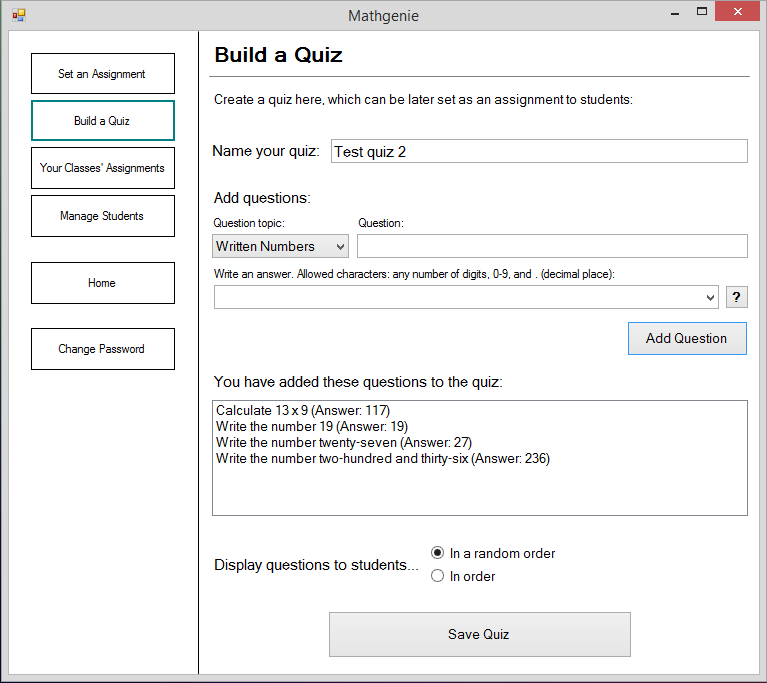 Mathgenie
Set an Assignment
Build a Quiz
Your Classes' Assignments
Manage Students
Home
Change Password
Build a Quiz
Create a quiz here, which can be later set as an assignment to students:
Name your quiz: Test quiz 2
Add questions:
Question topic: Question:
Written Numbers
Write an answer. Allowed characters: any number of digits, 0-9, and . (decimal place):
?
Add Question
You have added these questions to the quiz:
Calculate 13 x 9 (Answer: 117)
Write the number 19 (Answer: 19)
Write the number twenty-seven (Answer: 27)
Write the number two-hundred and thirty-six (Answer: 236)
Display questions to students...
In a random order
In order
Save Quiz